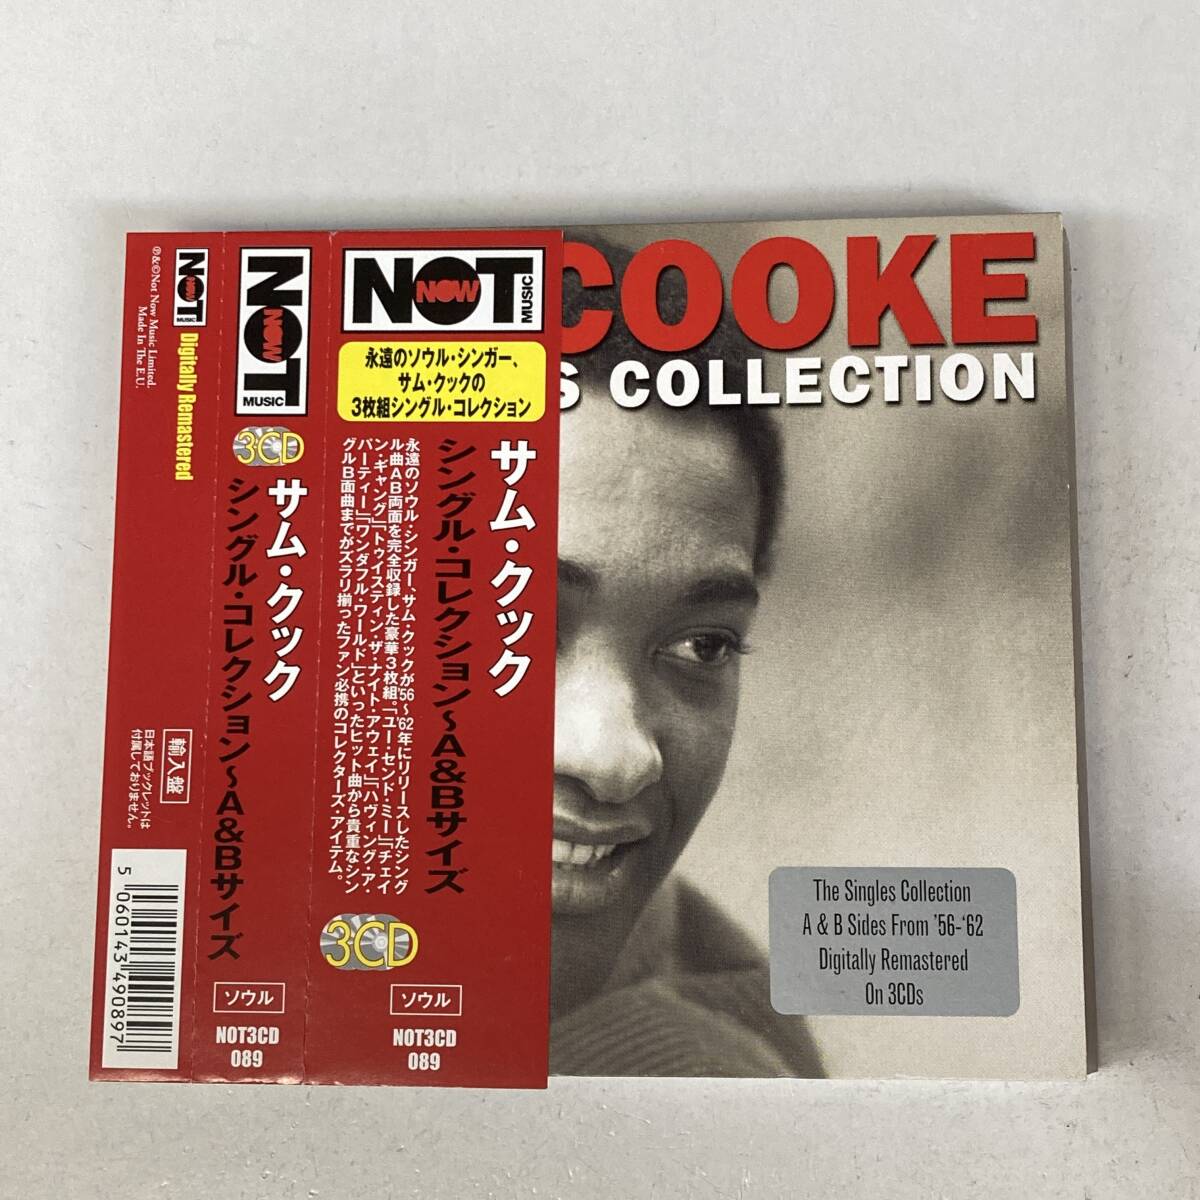 ℗&©Not Now Music Limited.
Made In The E.U.
NOT NOW MUSIC
Digitally Remastered
輸入盤
日本語ブックレットは
付属しておりません。
5 060143 490897
NOT NOW MUSIC
3CD
サム・クック
シングル・コレクション～A&Bサイズ
ソウル
NOT3CD
089
NOT NOW MUSIC
永遠のソウル・シンガー、
サム・クックの
3枚組シングル・コレクション
サム・クック
シングル・コレクション～A&Bサイズ
永遠のソウル・シンガー、サム・クックが'56～'62年にリリースしたシング
ル曲AB両面を完全収録した豪華3枚組。「ユー・センド・ミー」「チェイ
ン・ギャング」「トゥイスティン・ザ・ナイト・アウェイ」「ハヴィング・ア・
パーティー」「ワンダフル・ワールド」といったヒット曲から貴重なシン
グルB面曲までがズラリ揃ったファン必携のコレクターズ・アイテム。
3CD
ソウル
NOT3CD
089
COOKE
S COLLECTION
The Singles Collection
A & B Sides From '56-'62
Digitally Remastered
On 3CDs